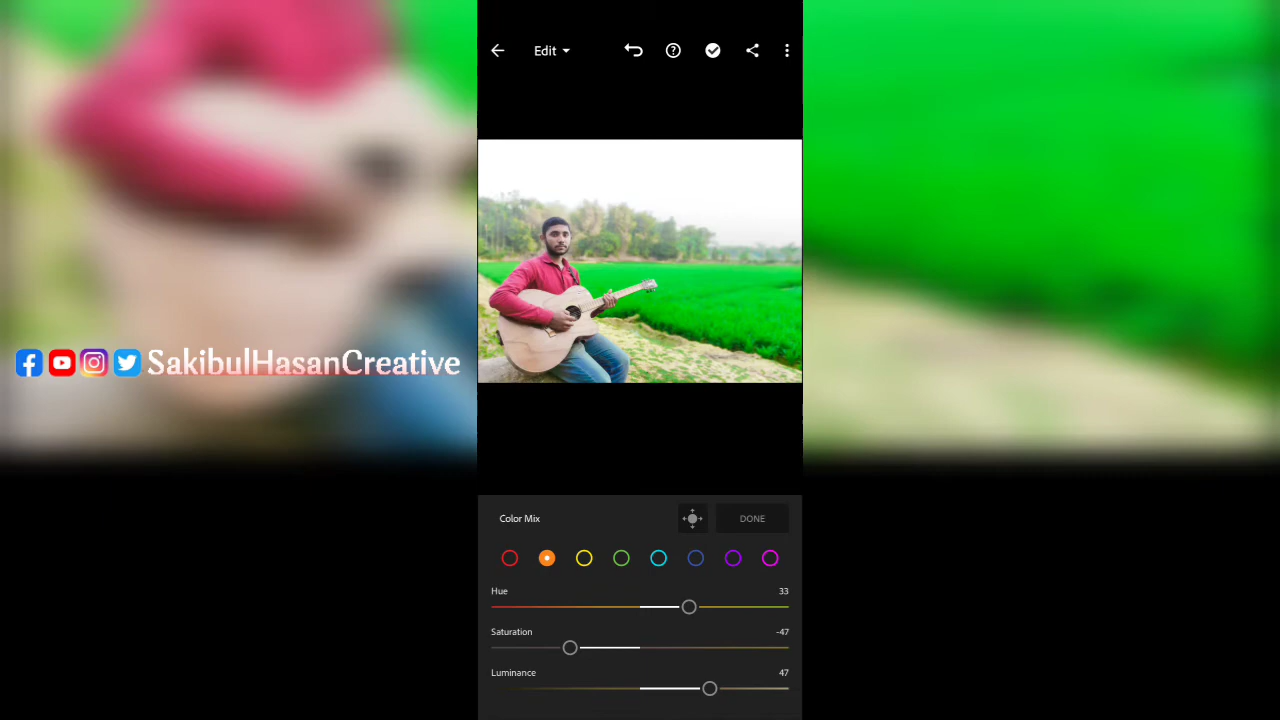 Edit
SakibulHasanCreative
Color Mix
DONE
Hue
33
Saturation
-47
Luminance
47